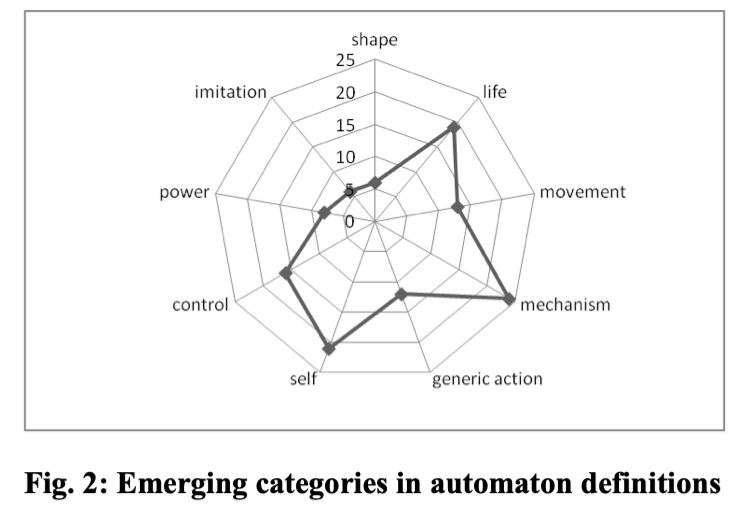 shape
25
imitation
20
life
15
10
power
5
movement
0
control
mechanism
self
generic action
Fig. 2: Emerging categories in automaton definitions